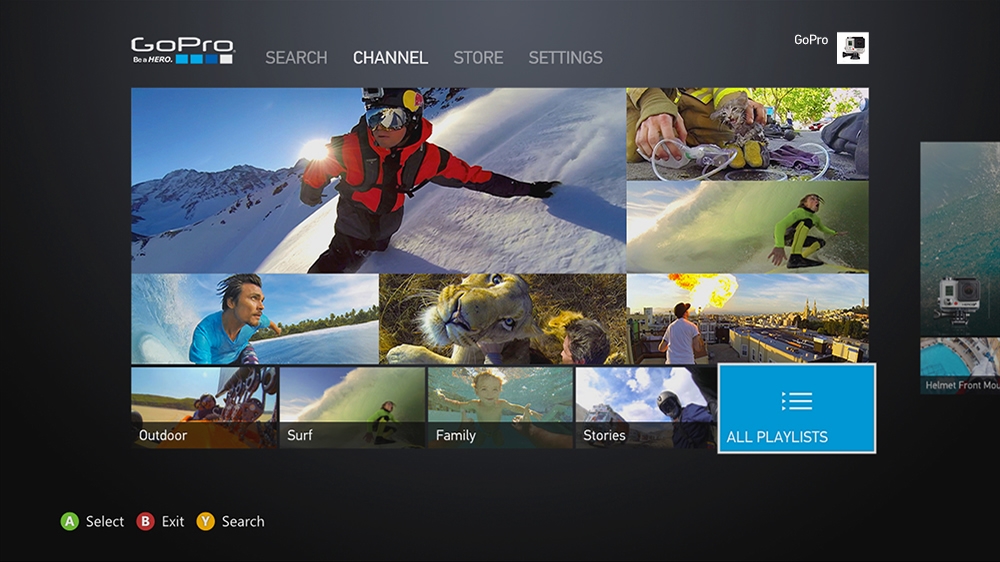 GoPro
Be a HERO.
SEARCH
CHANNEL
STORE
SETTINGS
GoPro
Outdoor
Surf
Family
Stories
ALL PLAYLISTS
Helmet Front Mou
A Select
B Exit
Y Search